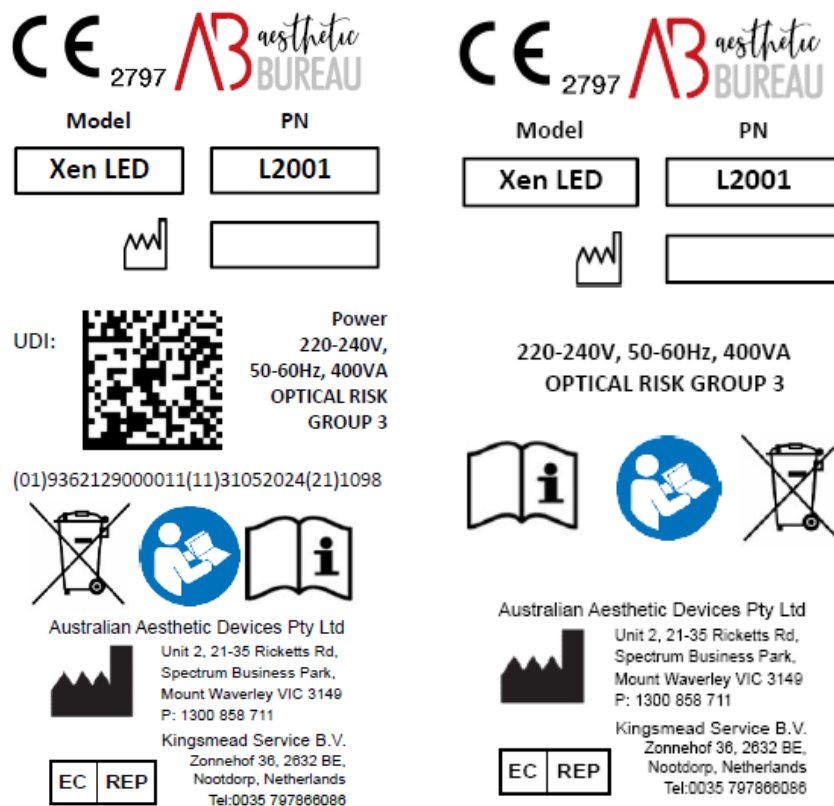 CE 2797 AB aesthetic BUREAU
Model PN
Xen LED L2001
UDI:
Power
220-240V,
50-60Hz, 400VA
OPTICAL RISK
GROUP 3
(01)9362129000011(11)31052024(21)1098
Australian Aesthetic Devices Pty Ltd
Unit 2, 21-35 Ricketts Rd,
Spectrum Business Park,
Mount Waverley VIC 3149
P: 1300 858 711
Kingsmead Service B.V.
Zonnehof 36, 2632 BE,
Nootdorp, Netherlands
Tel:0035 797866086
EC REP
CE 2797 AB aesthetic BUREAU
Model PN
Xen LED L2001
220-240V, 50-60Hz, 400VA
OPTICAL RISK GROUP 3
Australian Aesthetic Devices Pty Ltd
Unit 2, 21-35 Ricketts Rd,
Spectrum Business Park,
Mount Waverley VIC 3149
P: 1300 858 711
Kingsmead Service B.V.
Zonnehof 36, 2632 BE,
Nootdorp, Netherlands
Tel:0035 797866086
EC REP